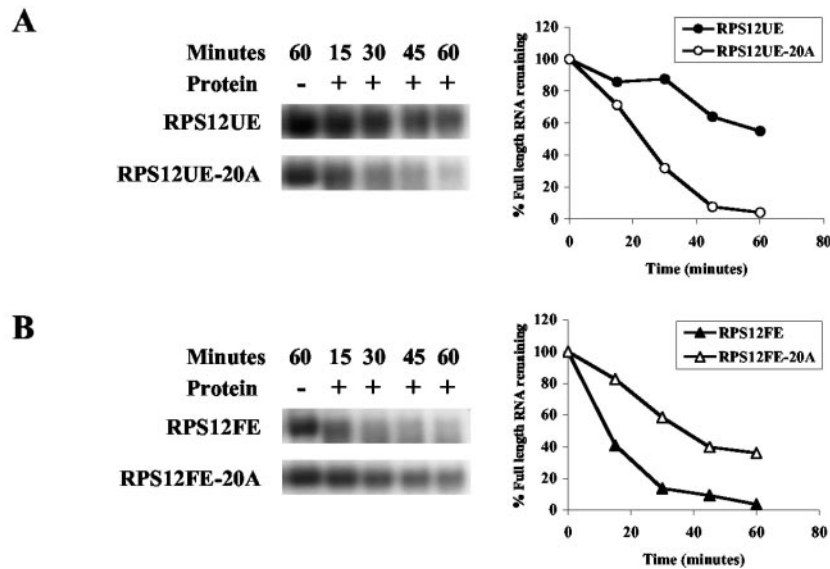 A
Minutes 60 15 30 45 60
Protein - + + + +
RPS12UE
RPS12UE-20A
% Full length RNA remaining
120
100
80
60
40
20
0
0 20 40 60 80
Time (minutes)
RPS12UE
RPS12UE-20A
B
Minutes 60 15 30 45 60
Protein - + + + +
RPS12FE
RPS12FE-20A
% Full length RNA remaining
120
100
80
60
40
20
0
0 20 40 60 80
Time (minutes)
RPS12FE
RPS12FE-20A